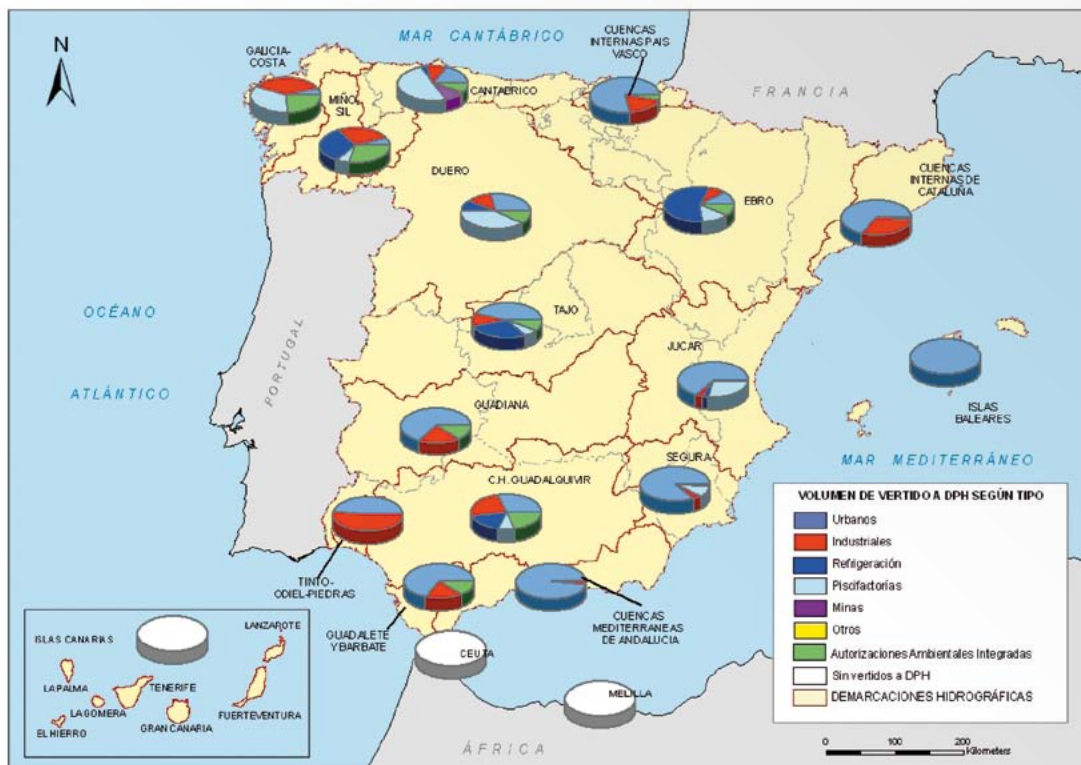 MAR CANTÁBRICO
CUENCAS
INTERNAS PAIS
VASCO
N
GALICIA-
COSTA
MIÑO
SIL
CANTABRICO
FRANCIA
DUERO
EBRO
CUENCAS
INTERNAS DE
CATALUÑA
OCÉANO
ATLÁNTICO
PORTUGAL
TAJO
JUCAR
ISLAS
BALEARES
GUADIANA
SEGURA
MAR MEDITERRÁNEO
C.H. GUADALQUIVIR
TINTO-
ODIEL-PIEDRAS
GUADALETE
Y BARBATE
CUENCAS
MEDITERRANEAS
DE ANDALUCIA
CEUTA
MELILLA
ÁFRICA
ISLAS CANARIAS
LANZAROTE
LA PALMA
TENERIFE
LA GOMERA
FUERTEVENTURA
EL HIERRO
GRAN CANARIA
VOLUMEN DE VERTIDO A DPH SEGÚN TIPO
Urbanos
Industriales
Refrigeración
Piscifactorías
Minas
Otros
Autorizaciones Ambientales Integradas
Sin vertidos a DPH
DEMARCACIONES HIDROGRÁFICAS
0 100 200
Kilometers